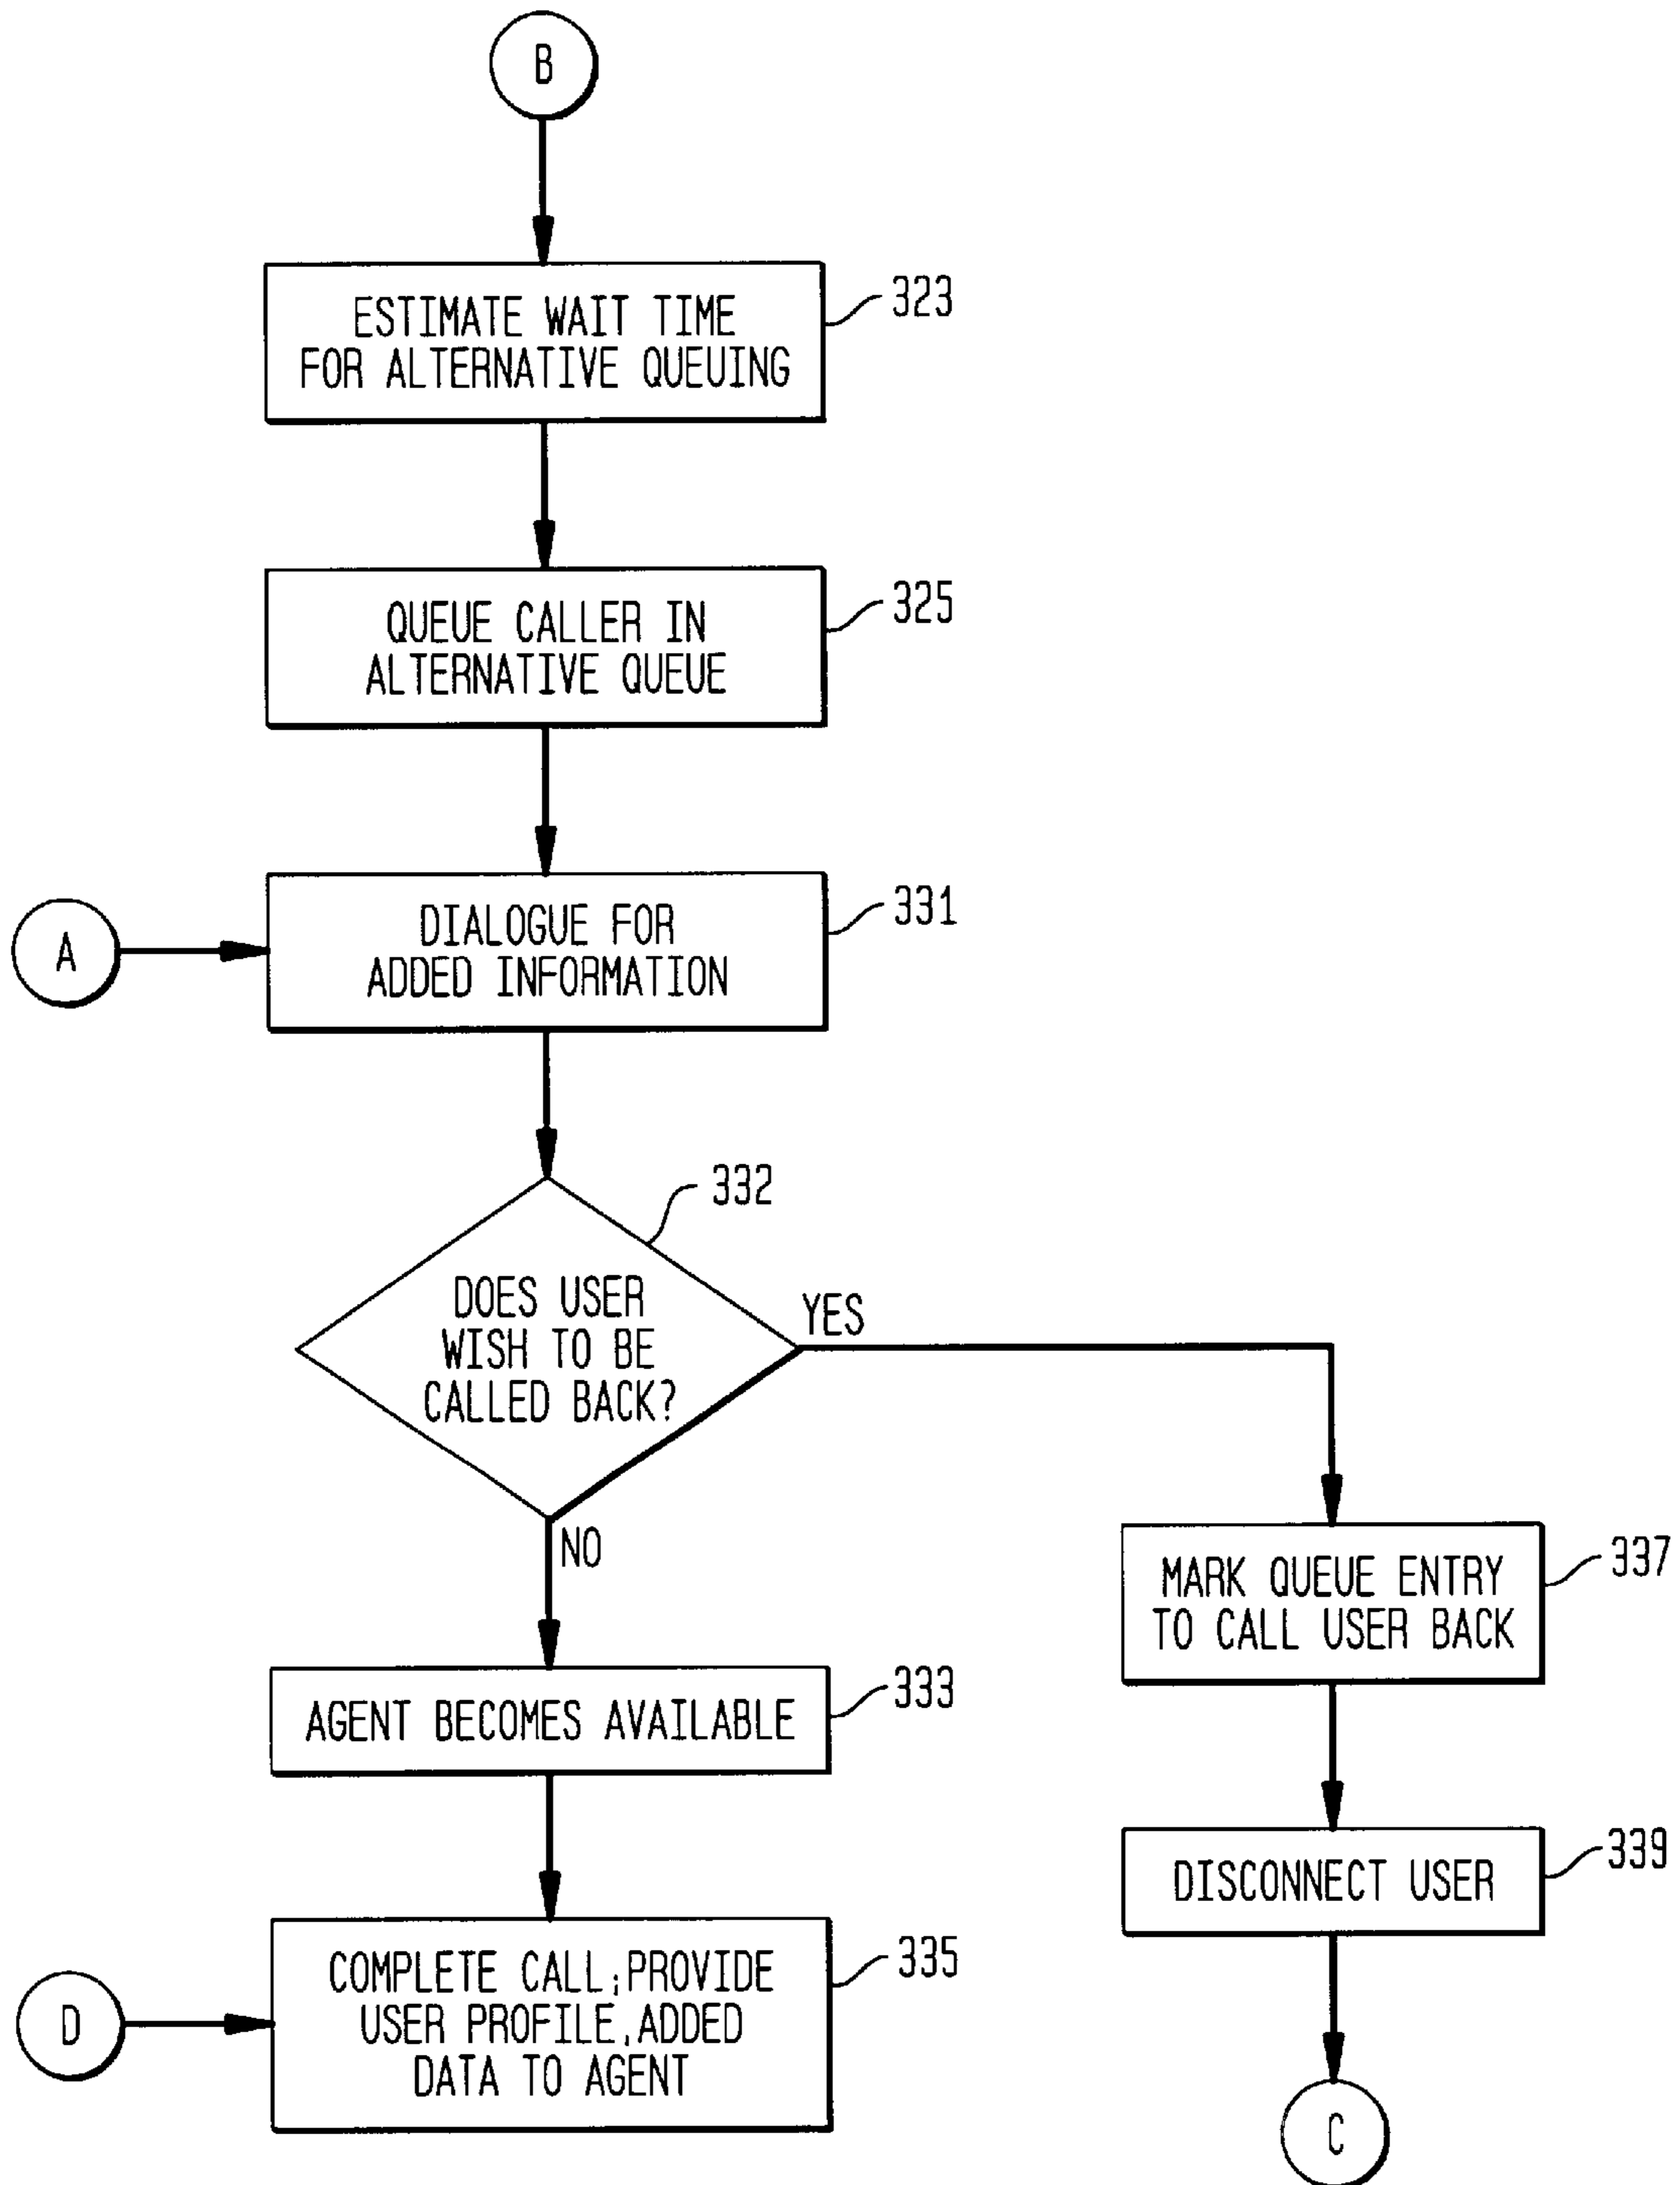 B
ESTIMATE WAIT TIME
FOR ALTERNATIVE QUEUING
323
QUEUE CALLER IN
ALTERNATIVE QUEUE
325
A
DIALOGUE FOR
ADDED INFORMATION
331
332
DOES USER
WISH TO BE
CALLED BACK?
YES
NO
AGENT BECOMES AVAILABLE
333
MARK QUEUE ENTRY
TO CALL USER BACK
337
DISCONNECT USER
339
D
COMPLETE CALL; PROVIDE
USER PROFILE, ADDED
DATA TO AGENT
335
C